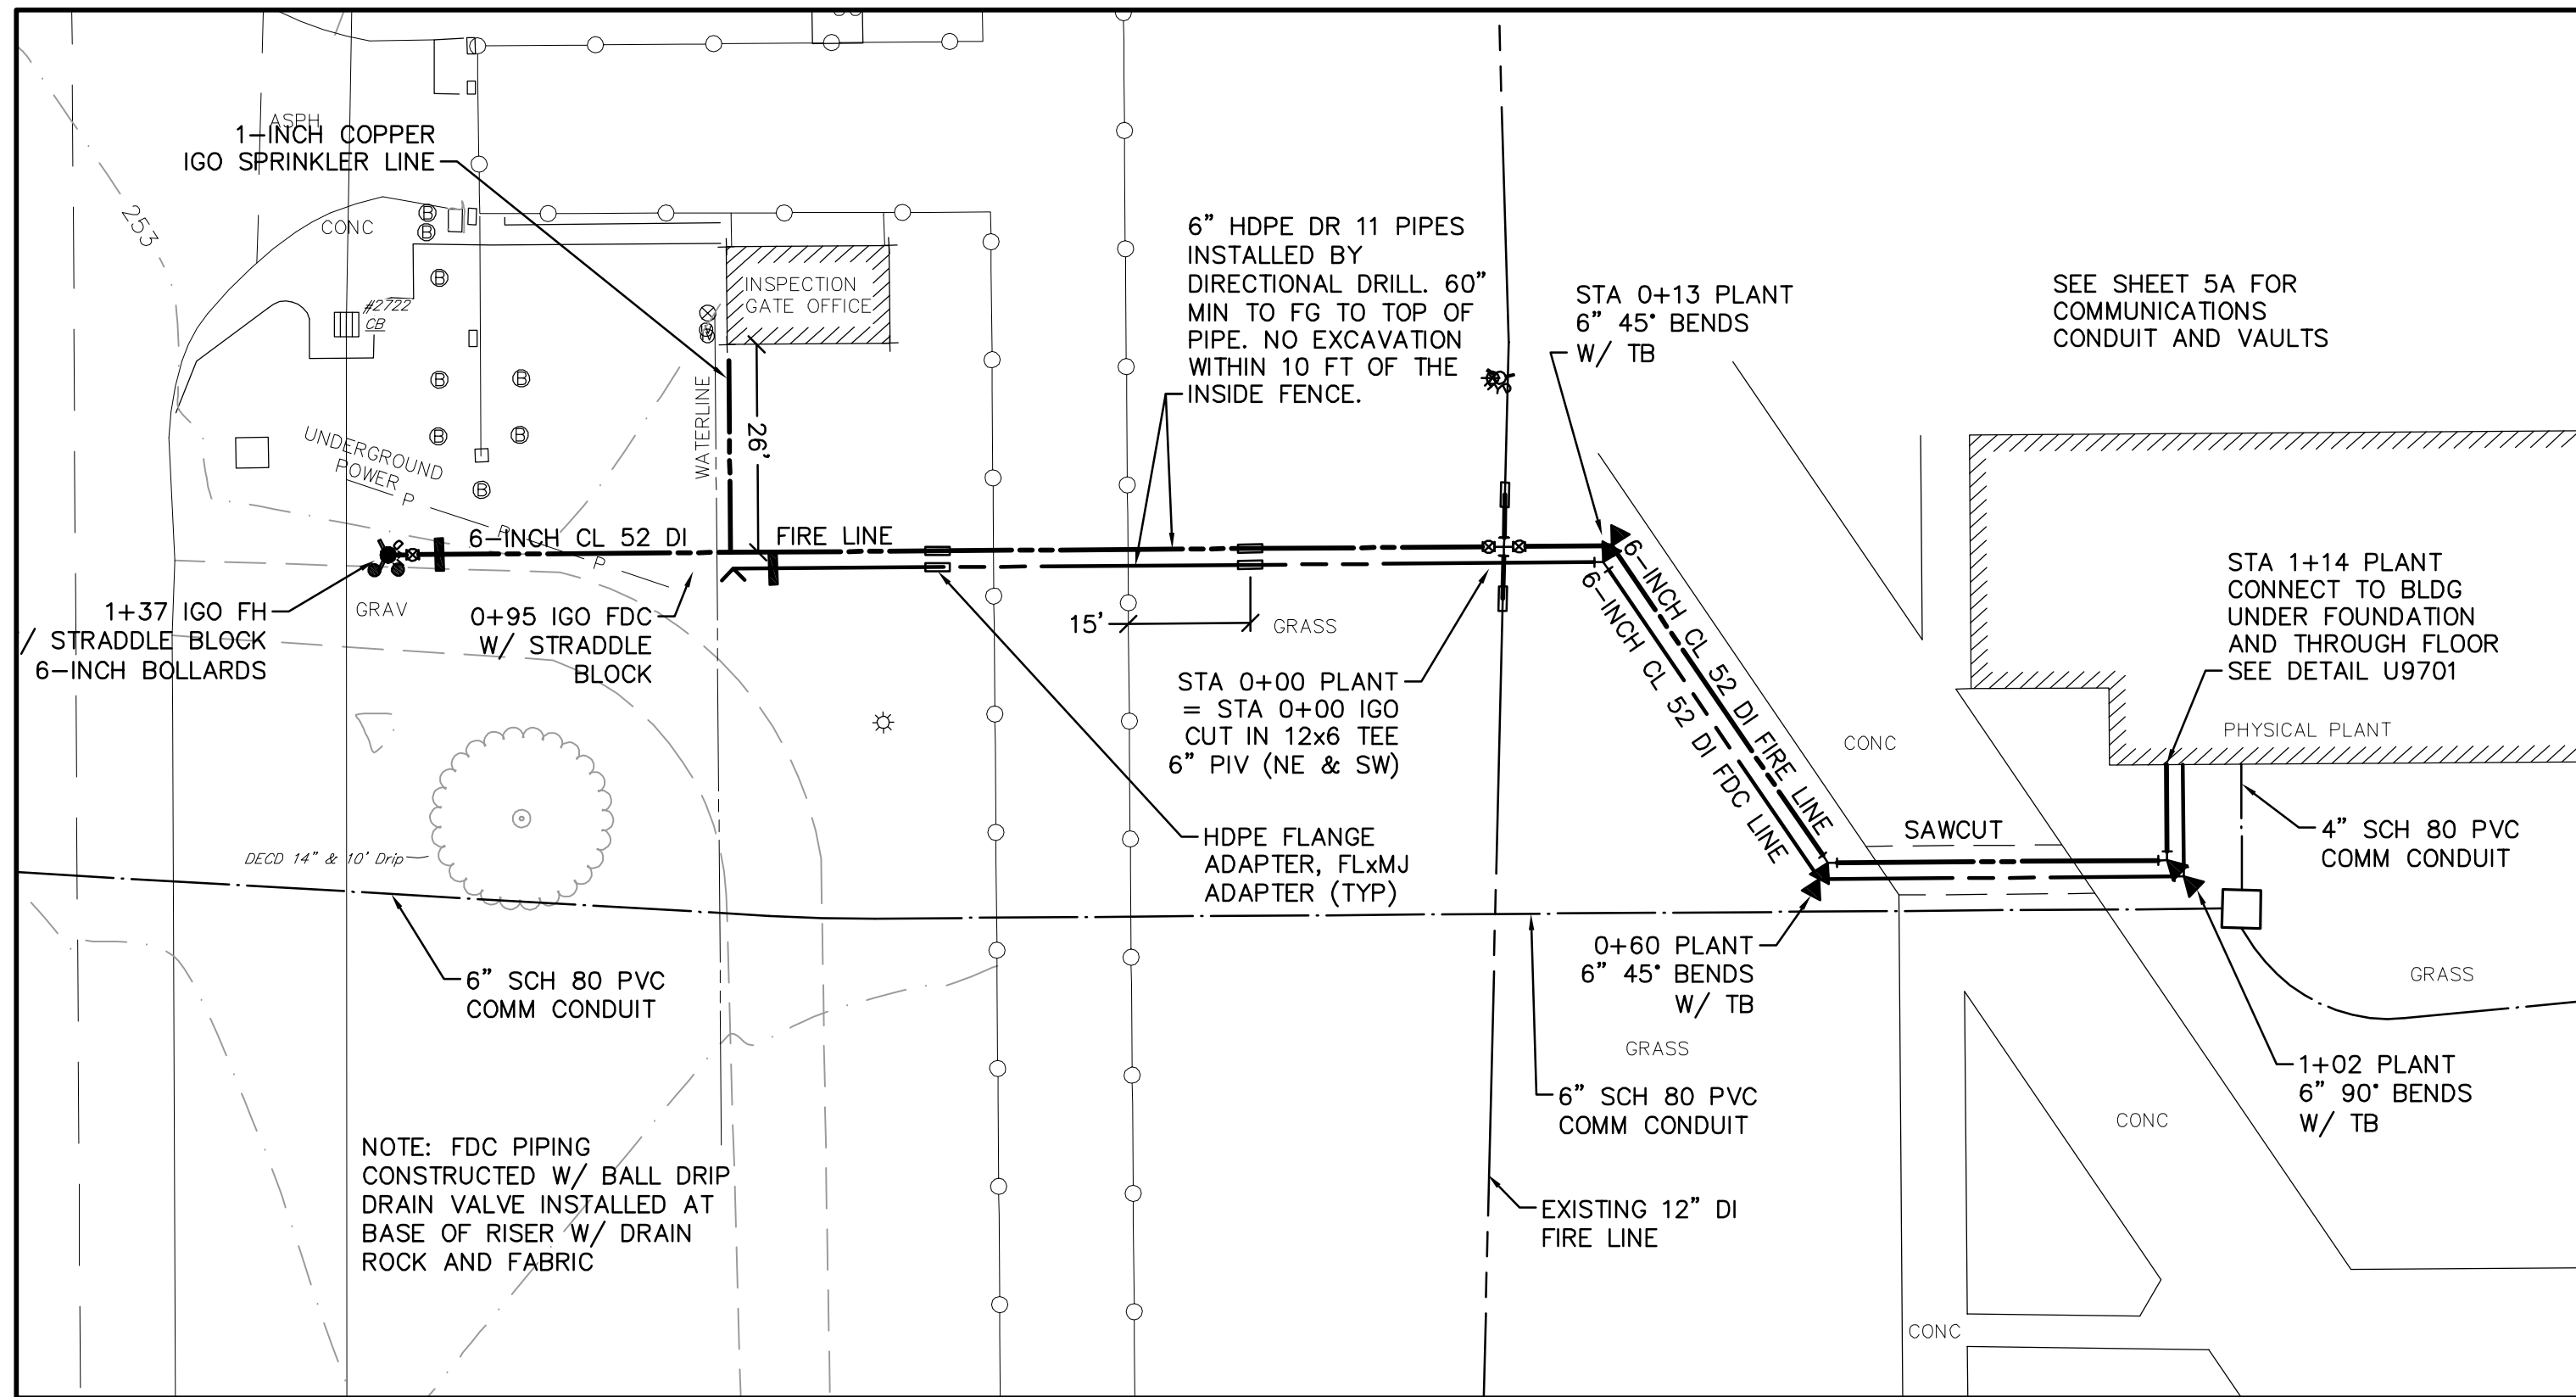 ASPH
1-INCH COPPER
IGO SPRINKLER LINE
253
CONC
#2722
CB
B
B
B
B
B
B
B
B
INSPECTION
GATE OFFICE
WATERLINE
26'
UNDERGROUND
POWER
P
P
P
6-INCH CL 52 DI FIRE LINE
6" HDPE DR 11 PIPES
INSTALLED BY
DIRECTIONAL DRILL. 60"
MIN TO FG TO TOP OF
PIPE. NO EXCAVATION
WITHIN 10 FT OF THE
INSIDE FENCE.
STA 0+13 PLANT
6" 45° BENDS
W/ TB
SEE SHEET 5A FOR
COMMUNICATIONS
CONDUIT AND VAULTS
1+37 IGO FH
/ STRADDLE BLOCK
6-INCH BOLLARDS
GRAV
0+95 IGO FDC
W/ STRADDLE
BLOCK
15'
GRASS
STA 0+00 PLANT
= STA 0+00 IGO
CUT IN 12x6 TEE
6" PIV (NE & SW)
6-INCH CL 52 DI FIRE LINE
6-INCH CL 52 DI FDC LINE
CONC
STA 1+14 PLANT
CONNECT TO BLDG
UNDER FOUNDATION
AND THROUGH FLOOR
SEE DETAIL U9701
PHYSICAL PLANT
DECD 14" & 10' Drip
HDPE FLANGE
ADAPTER, FLxMJ
ADAPTER (TYP)
SAWCUT
4" SCH 80 PVC
COMM CONDUIT
6" SCH 80 PVC
COMM CONDUIT
0+60 PLANT
6" 45° BENDS
W/ TB
GRASS
GRASS
6" SCH 80 PVC
COMM CONDUIT
1+02 PLANT
6" 90° BENDS
W/ TB
CONC
NOTE: FDC PIPING
CONSTRUCTED W/ BALL DRIP
DRAIN VALVE INSTALLED AT
BASE OF RISER W/ DRAIN
ROCK AND FABRIC
EXISTING 12" DI
FIRE LINE
CONC